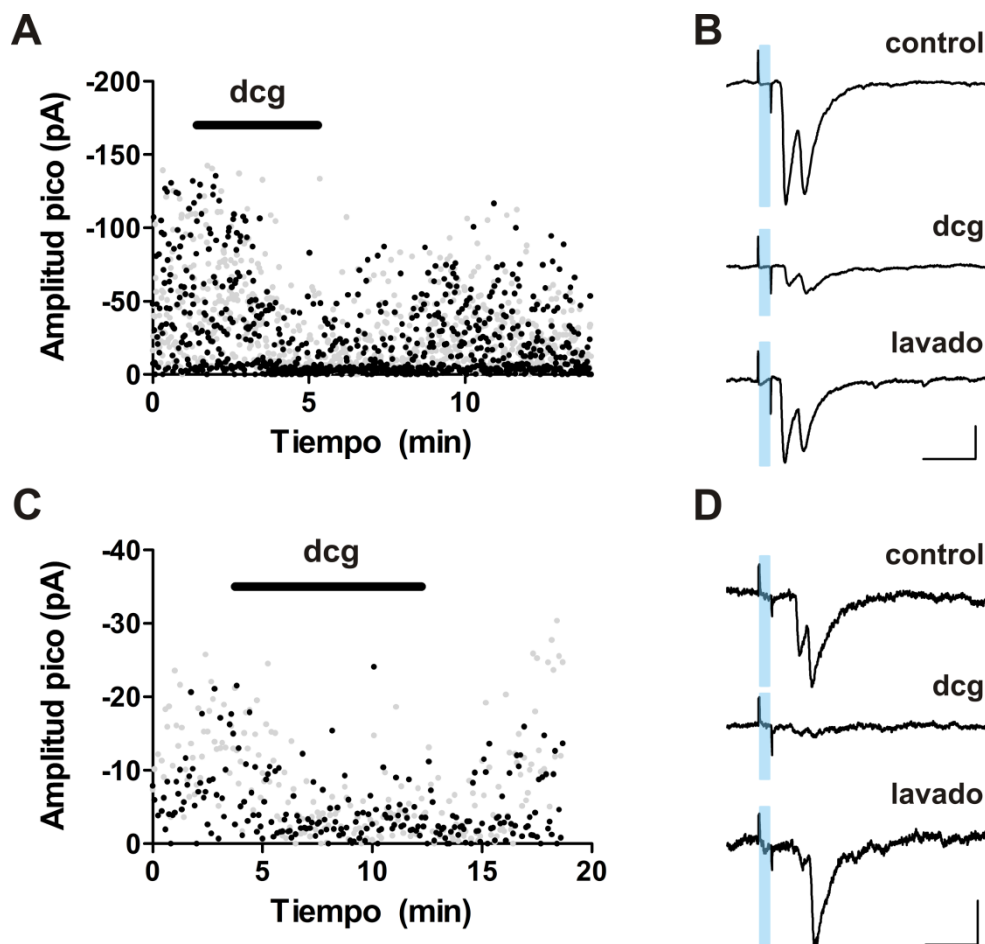 A
dcg
Amplitud pico (pA)
-200
-150
-100
-50
0
0
5
10
Tiempo (min)
B
control
dcg
lavado
C
dcg
Amplitud pico (pA)
-40
-30
-20
-10
0
0
5
10
15
20
Tiempo (min)
D
control
dcg
lavado